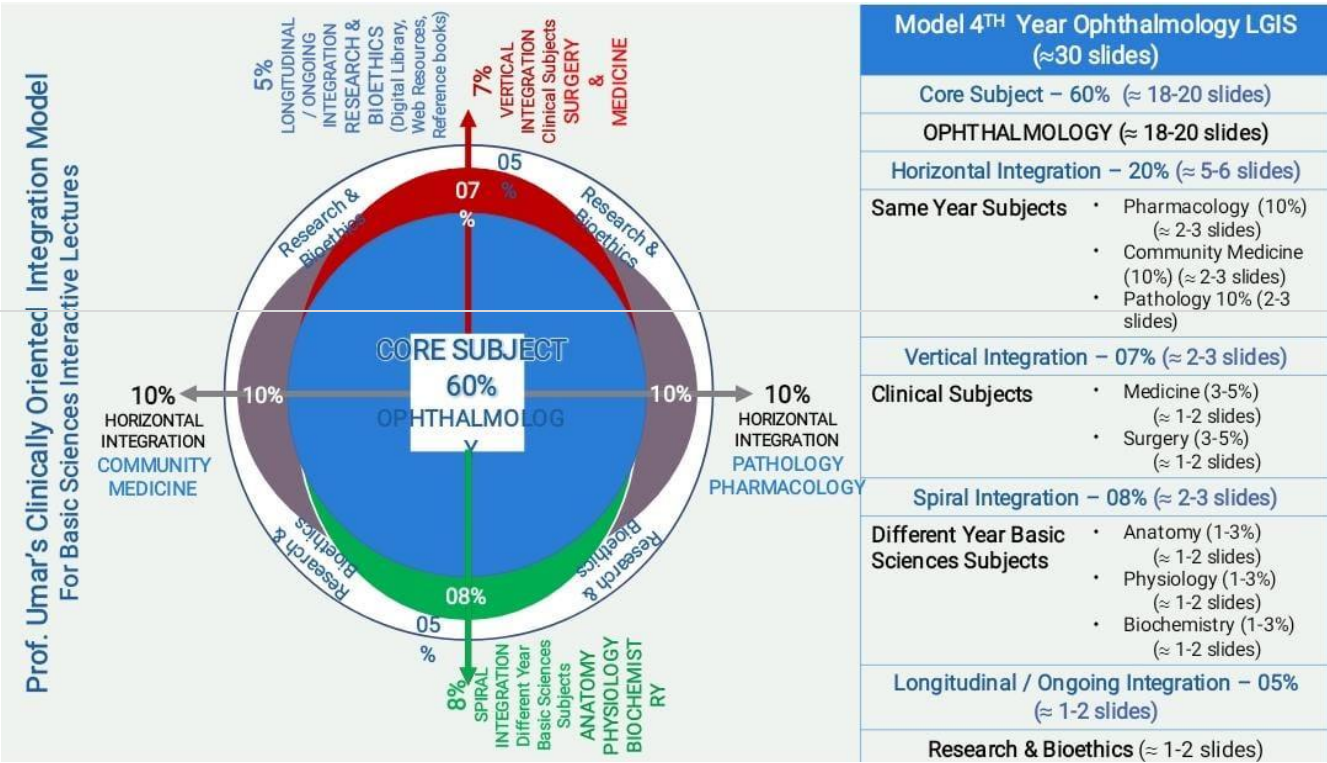 Prof. Umar's Clinically Oriented Integration Model
For Basic Sciences Interactive Lectures
5%
LONGITUDINAL
/ ONGOING
INTEGRATION
RESEARCH &
BIOETHICS
(Digital Library,
Web Resources,
Reference books)
7%
VERTICAL
INTEGRATION
Clinical Subjects
SURGERY
&
MEDICINE
05
%
07
%
Research &
Bioethics
Research &
Bioethics
CORE SUBJECT
60%
OPHTHALMOLOG
Y
10%
10%
10%
HORIZONTAL
INTEGRATION
COMMUNITY
MEDICINE
10%
HORIZONTAL
INTEGRATION
PATHOLOGY
PHARMACOLOGY
Research &
Bioethics
Research &
Bioethics
08%
05
%
8%
SPIRAL
INTEGRATION
Different Year
Basic Sciences
Subjects
ANATOMY
PHYSIOLOGY
BIOCHEMIST
RY
Model 4TH Year Ophthalmology LGIS
(≈30 slides)
Core Subject – 60% (≈ 18-20 slides)
OPHTHALMOLOGY (≈ 18-20 slides)
Horizontal Integration – 20% (≈ 5-6 slides)
Same Year Subjects
• Pharmacology (10%)
(≈ 2-3 slides)
• Community Medicine
(10%) (≈ 2-3 slides)
• Pathology 10% (2-3
slides)
Vertical Integration – 07% (≈ 2-3 slides)
Clinical Subjects
• Medicine (3-5%)
(≈ 1-2 slides)
• Surgery (3-5%)
(≈ 1-2 slides)
Spiral Integration – 08% (≈ 2-3 slides)
Different Year Basic
Sciences Subjects
• Anatomy (1-3%)
(≈ 1-2 slides)
• Physiology (1-3%)
(≈ 1-2 slides)
• Biochemistry (1-3%)
(≈ 1-2 slides)
Longitudinal / Ongoing Integration – 05%
(≈ 1-2 slides)
Research & Bioethics (≈ 1-2 slides)